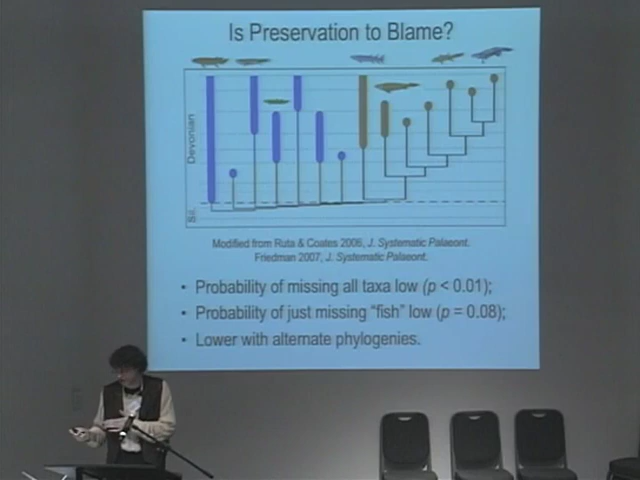 Is Preservation to Blame?
Devonian
Sil.
Modified from Ruta & Coates 2006, J. Systematic Palaeont.
Friedman 2007, J. Systematic Palaeont.
• Probability of missing all taxa low (p < 0.01);
• Probability of just missing "fish" low (p = 0.08);
• Lower with alternate phylogenies.